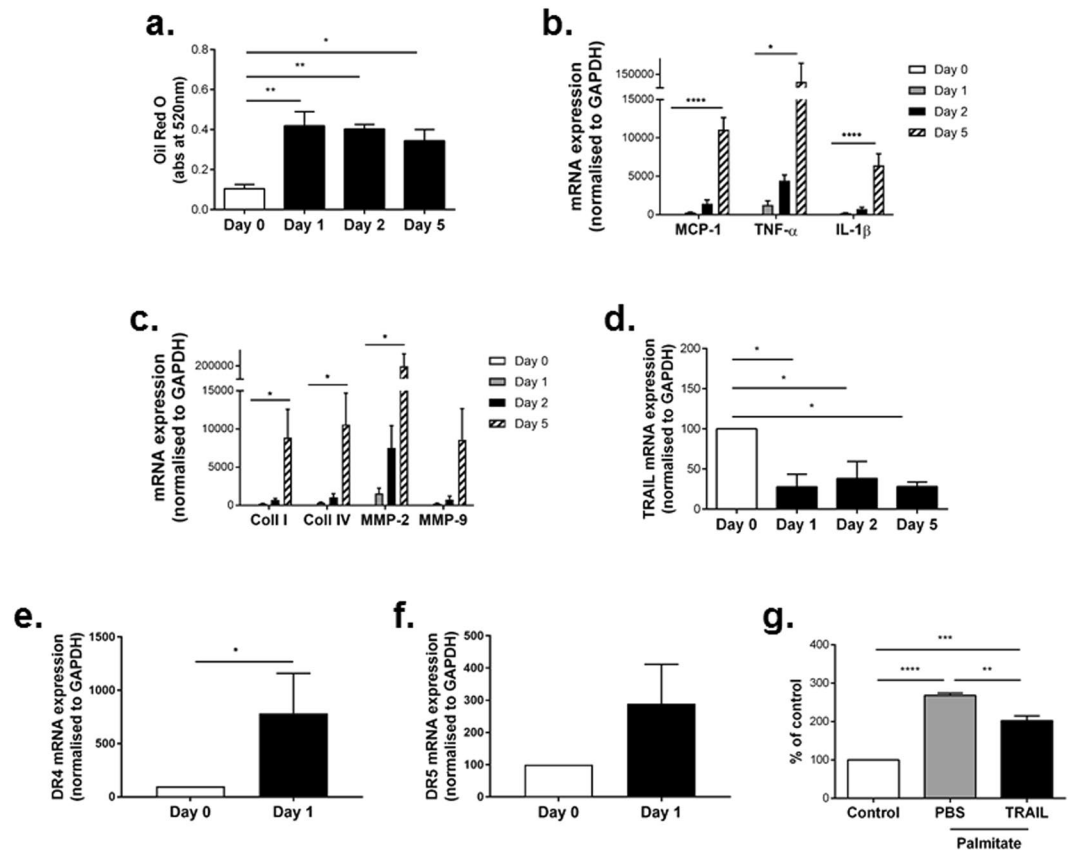 a.
Oil Red O
(abs at 520nm)
0.8
0.6
0.4
0.2
0.0
*
**
**
Day 0 Day 1 Day 2 Day 5
b.
mRNA expression
(normalised to GAPDH)
150000
15000
10000
5000
0
****
*
****
MCP-1 TNF-α IL-1β
Day 0
Day 1
Day 2
Day 5
c.
mRNA expression
(normalised to GAPDH)
200000
15000
10000
5000
0
*
*
*
Coll I Coll IV MMP-2 MMP-9
Day 0
Day 1
Day 2
Day 5
d.
TRAIL mRNA expression
(normalised to GAPDH)
200
150
100
50
0
*
*
*
Day 0 Day 1 Day 2 Day 5
e.
DR4 mRNA expression
(normalised to GAPDH)
1500
1000
500
0
*
Day 0 Day 1
f.
DR5 mRNA expression
(normalised to GAPDH)
500
400
300
200
100
0
Day 0 Day 1
g.
% of control
400
300
200
100
0
***
****
**
Control PBS TRAIL
Palmitate